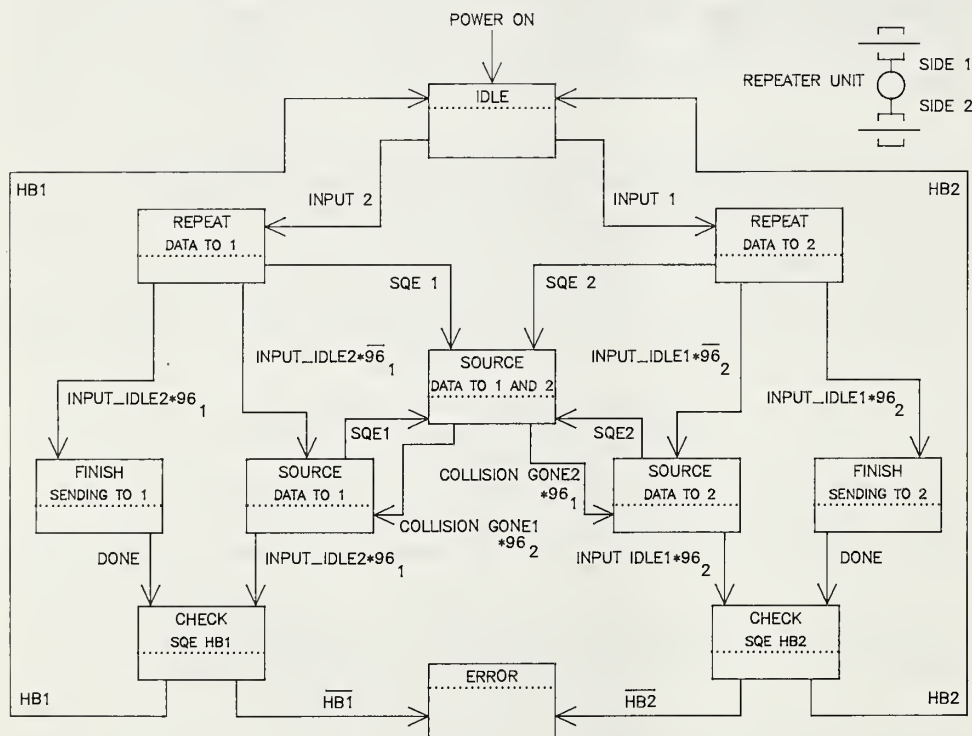 POWER ON
IDLE
REPEATER UNIT
SIDE 1
SIDE 2
HB1
HB2
INPUT 2
INPUT 1
REPEAT
DATA TO 1
REPEAT
DATA TO 2
SQE 1
SQE 2
INPUT_IDLE2*9̅6̅₁
INPUT_IDLE1*9̅6̅₂
SOURCE
DATA TO 1 AND 2
INPUT_IDLE2*96₁
INPUT_IDLE1*96₂
SQE1
SQE2
FINISH
SENDING TO 1
SOURCE
DATA TO 1
COLLISION GONE2
*96₁
SOURCE
DATA TO 2
FINISH
SENDING TO 2
COLLISION GONE1
*96₂
DONE
INPUT_IDLE2*96₁
INPUT IDLE1*96₂
DONE
CHECK
SQE HB1
CHECK
SQE HB2
ERROR
HB1
H̅B̅1̅
H̅B̅2̅
HB2